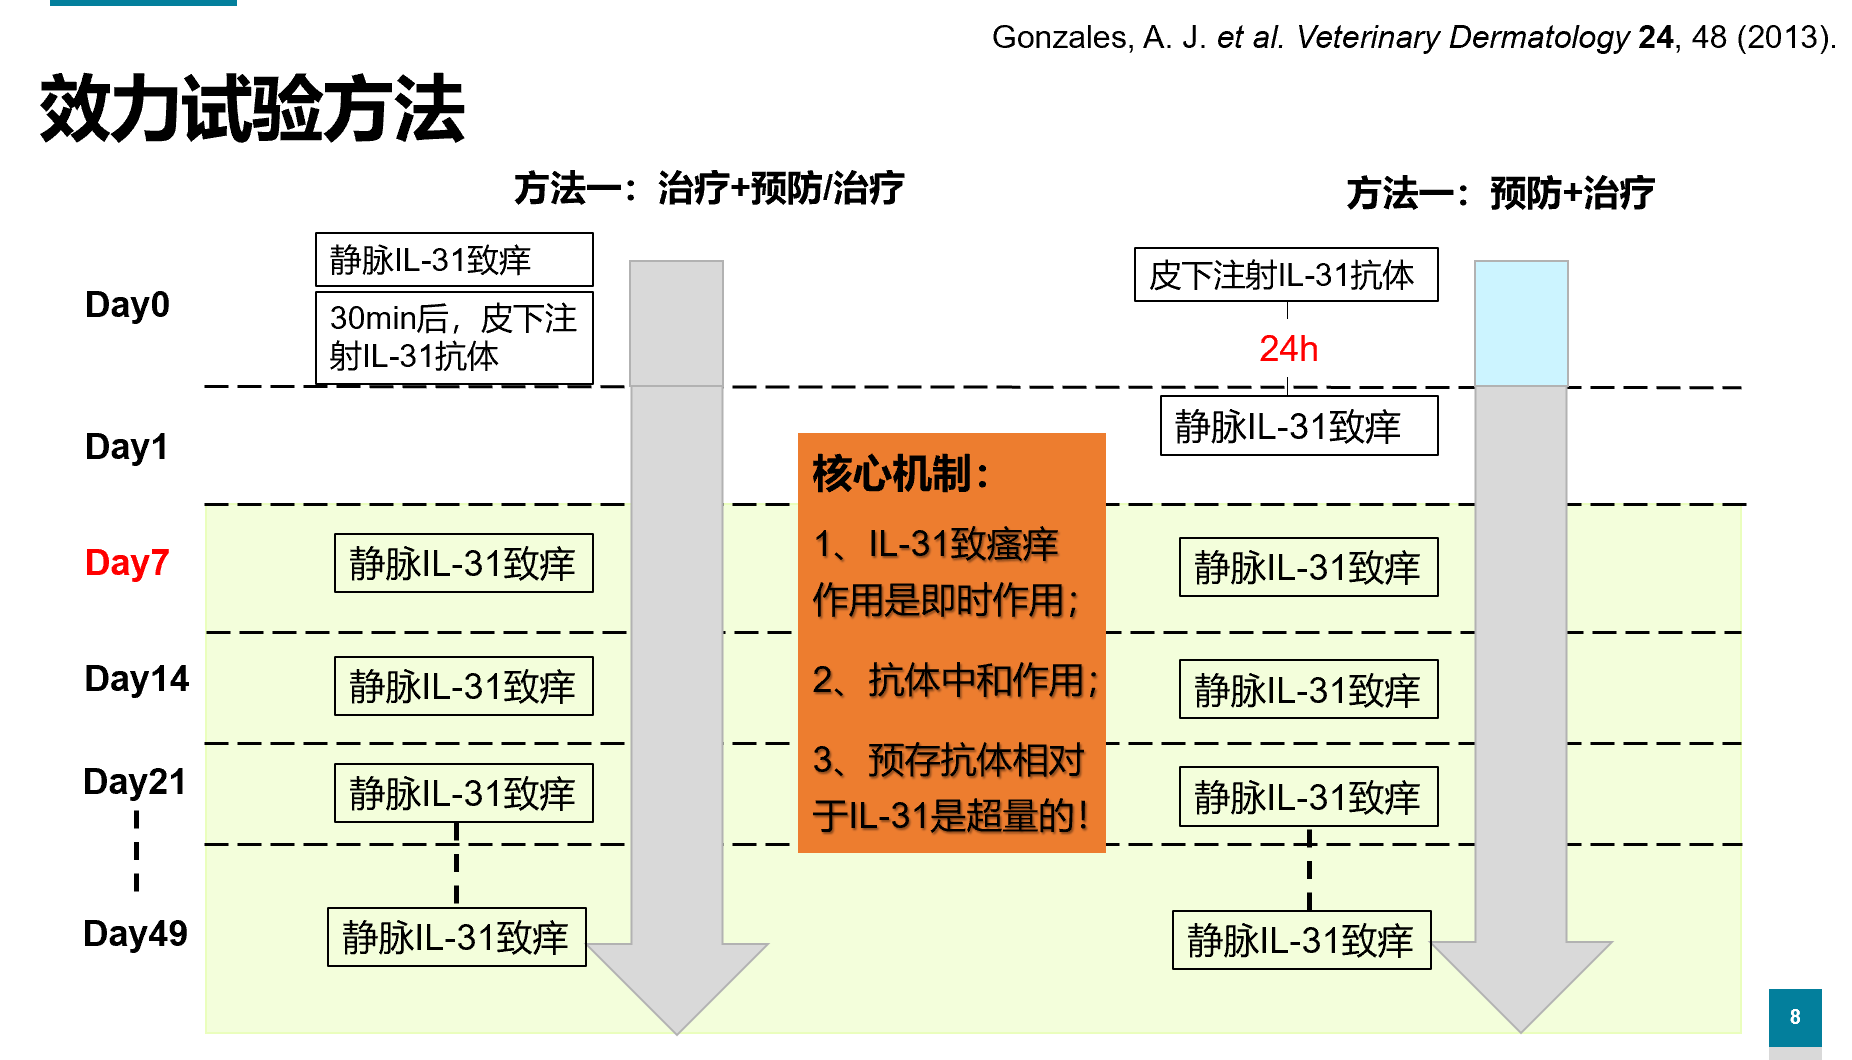 Gonzales, A. J. et al. Veterinary Dermatology 24, 48 (2013).
效力试验方法
方法一：治疗+预防/治疗
方法一：预防+治疗
Day0
静脉IL-31致痒
30min后，皮下注
射IL-31抗体
皮下注射IL-31抗体
24h
Day1
静脉IL-31致痒
核心机制：
1、IL-31致瘙痒
作用是即时作用；
2、抗体中和作用；
3、预存抗体相对
于IL-31是超量的！
Day7
静脉IL-31致痒
静脉IL-31致痒
Day14
静脉IL-31致痒
静脉IL-31致痒
Day21
静脉IL-31致痒
静脉IL-31致痒
Day49
静脉IL-31致痒
静脉IL-31致痒
8